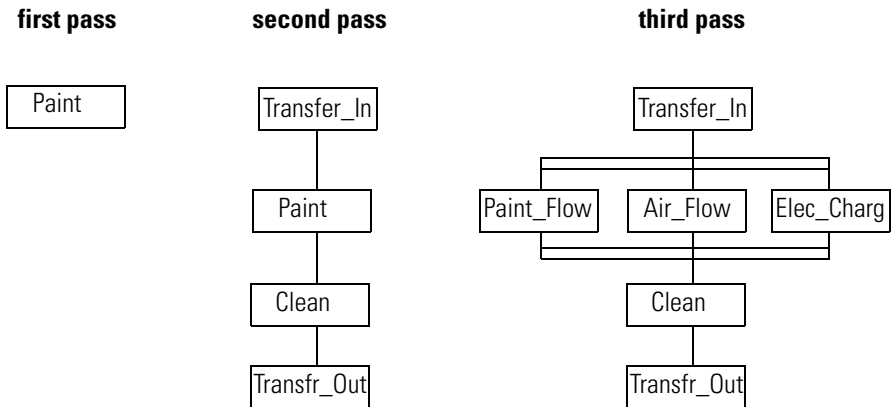 first pass
second pass
third pass
Paint
Transfer_In
Transfer_In
Paint
Paint_Flow
Air_Flow
Elec_Charg
Clean
Clean
Transfr_Out
Transfr_Out